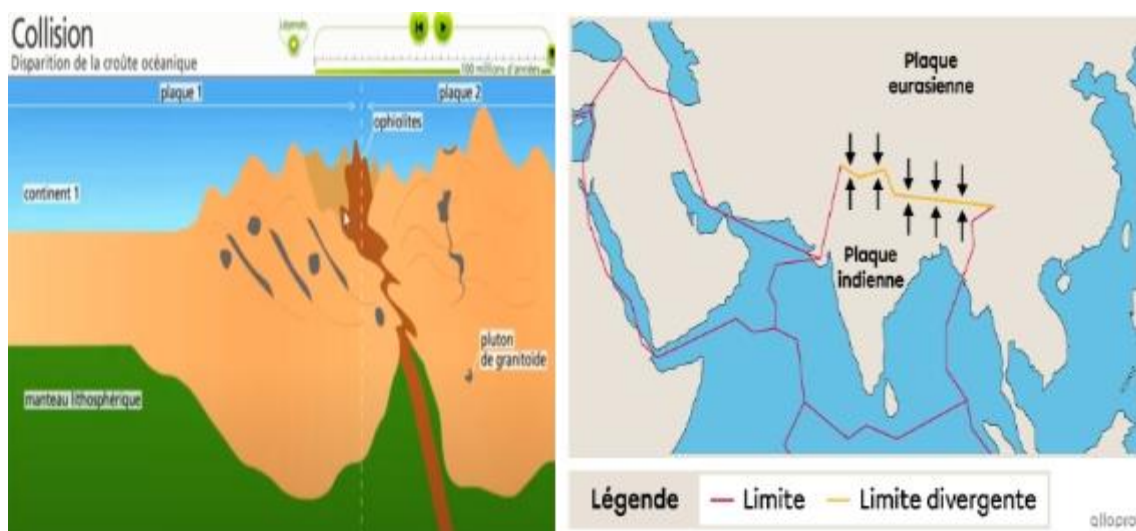 Collision
Disparition de la croûte océanique
Légendes
100 millions d'années
plaque 1
plaque 2
ophiolites
continent 1
pluton
de granitoïde
manteau lithosphérique
Plaque
eurasienne
Plaque
indienne
Légende
Limite
Limite divergente
allopro